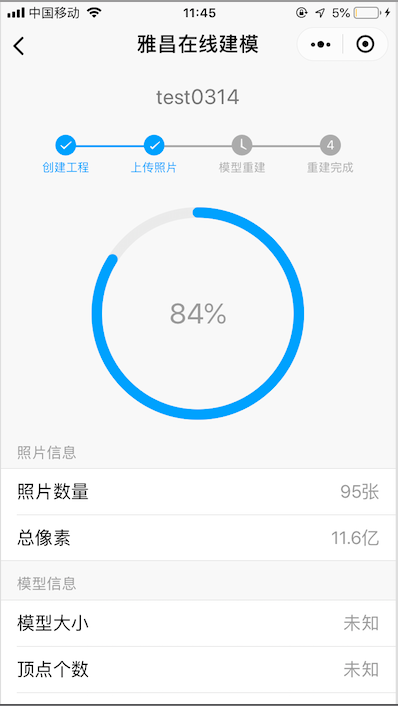 中国移动 11:45 5%
雅昌在线建模
test0314
4
创建工程 上传照片 模型重建 重建完成
84%
照片信息
照片数量 95张
总像素 11.6亿
模型信息
模型大小 未知
顶点个数 未知